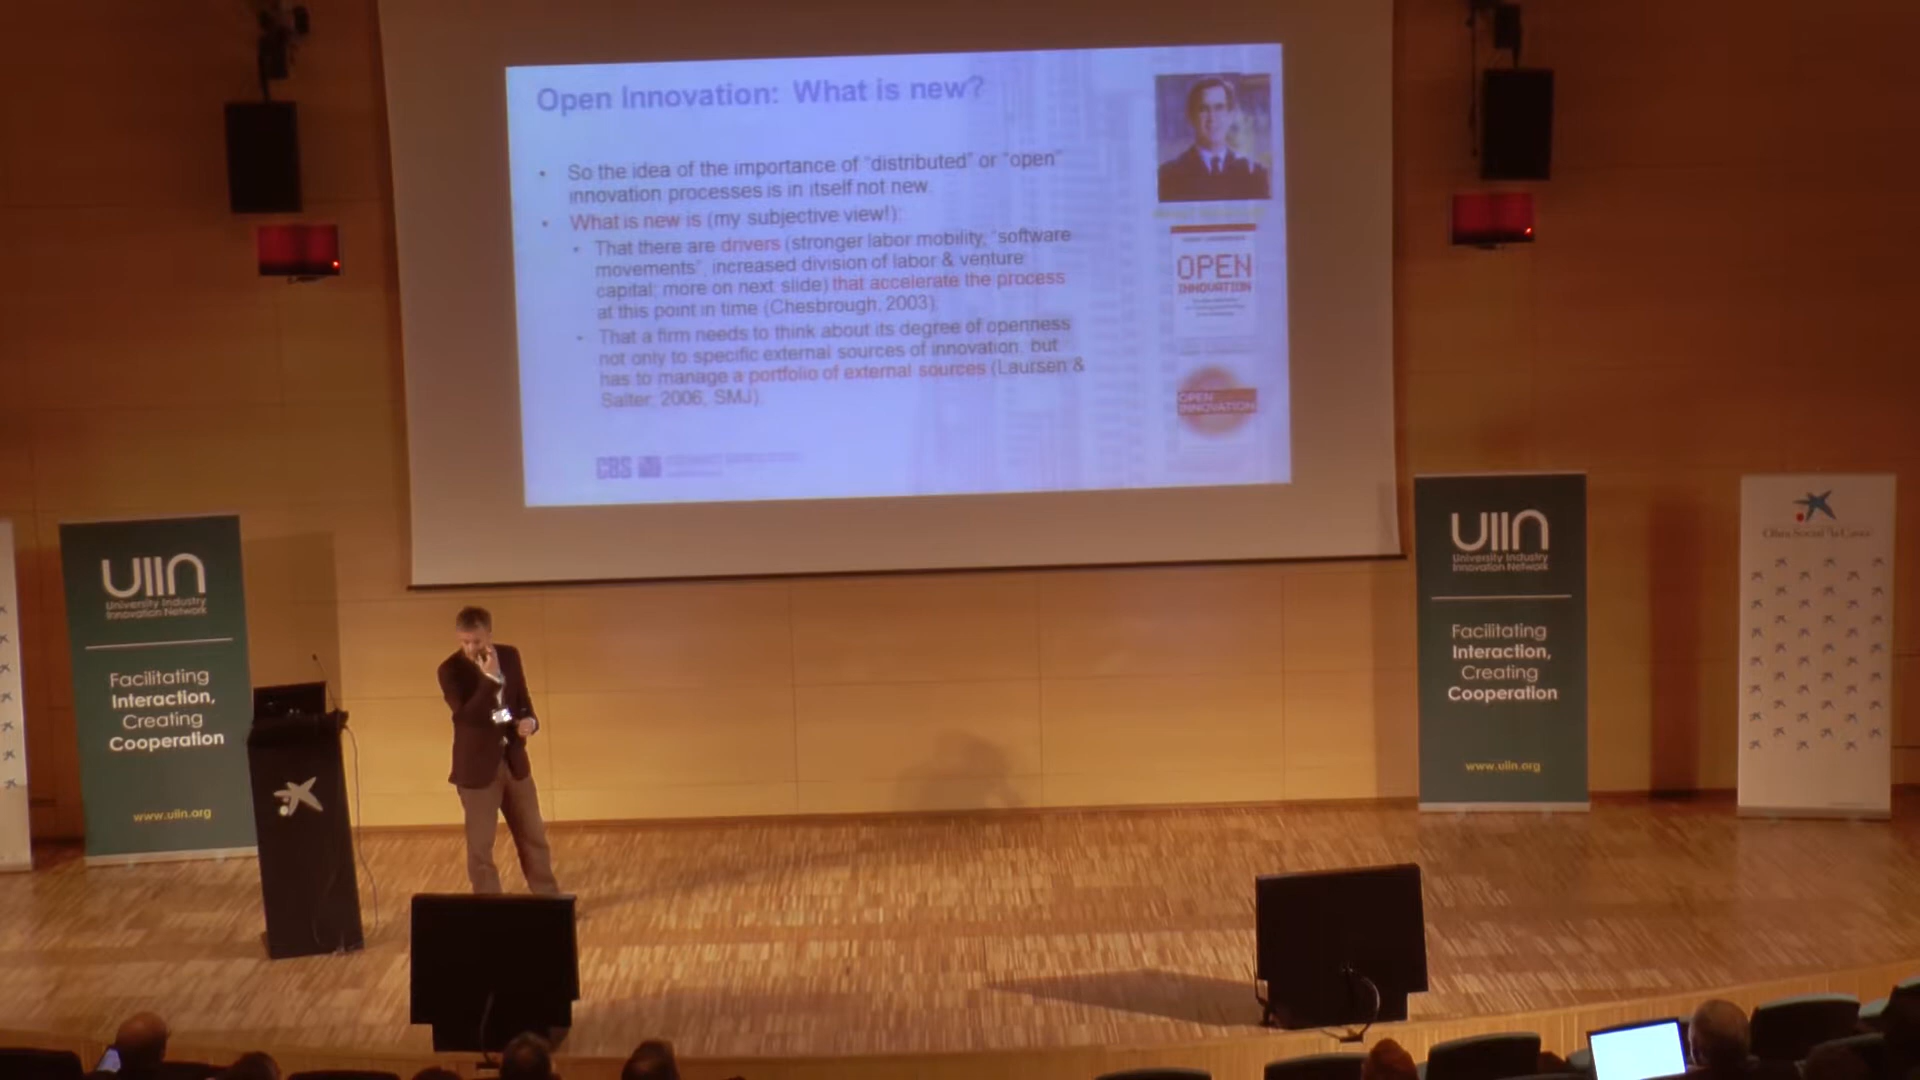 Open Innovation: What is new?
• So the idea of the importance of "distributed" or "open"
innovation processes is in itself not new.
• What is new is (my subjective view!):
• That there are drivers (stronger labor mobility, "software
movements", increased division of labor & venture
capital; more on next slide) that accelerate the process
at this point in time (Chesbrough, 2003).
• That a firm needs to think about its degree of openness
not only to specific external sources of innovation, but
has to manage a portfolio of external sources (Laursen &
Salter, 2006, SMJ).
CBS
OPEN
INNOVATION
OPEN
INNOVATION
UIIN
University Industry
Innovation Network
Facilitating
Interaction,
Creating
Cooperation
www.uiin.org
UIIN
University Industry
Innovation Network
Facilitating
Interaction,
Creating
Cooperation
www.uiin.org
Obra Social "la Caixa"